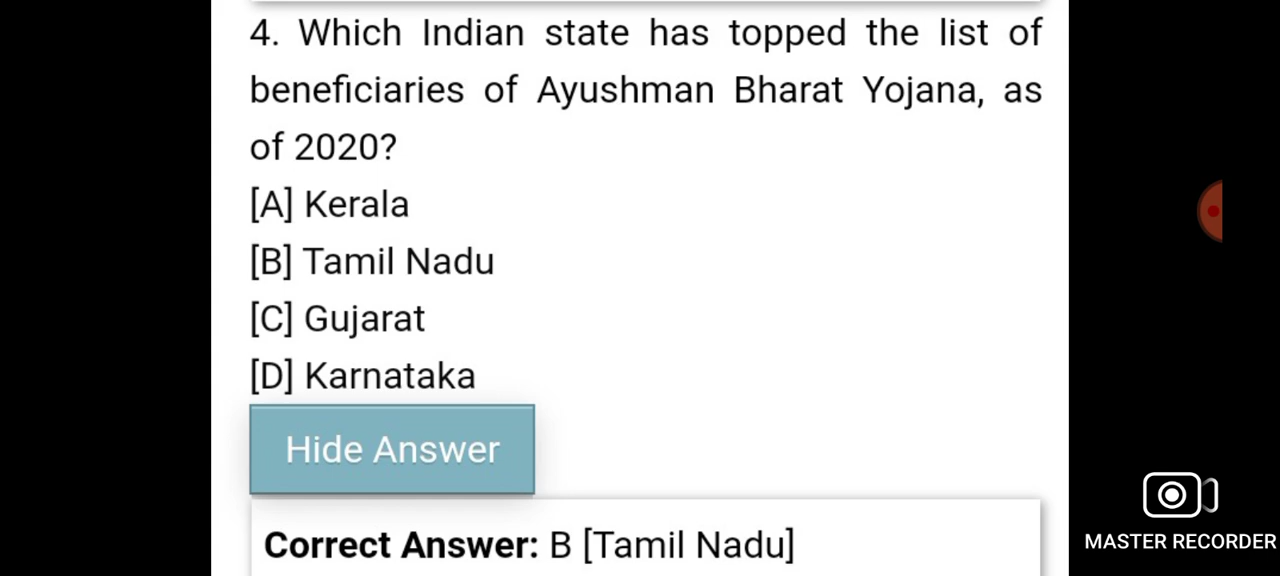 4. Which Indian state has topped the list of
beneficiaries of Ayushman Bharat Yojana, as
of 2020?
[A] Kerala
[B] Tamil Nadu
[C] Gujarat
[D] Karnataka
Hide Answer
Correct Answer: B [Tamil Nadu]
MASTER RECORDER